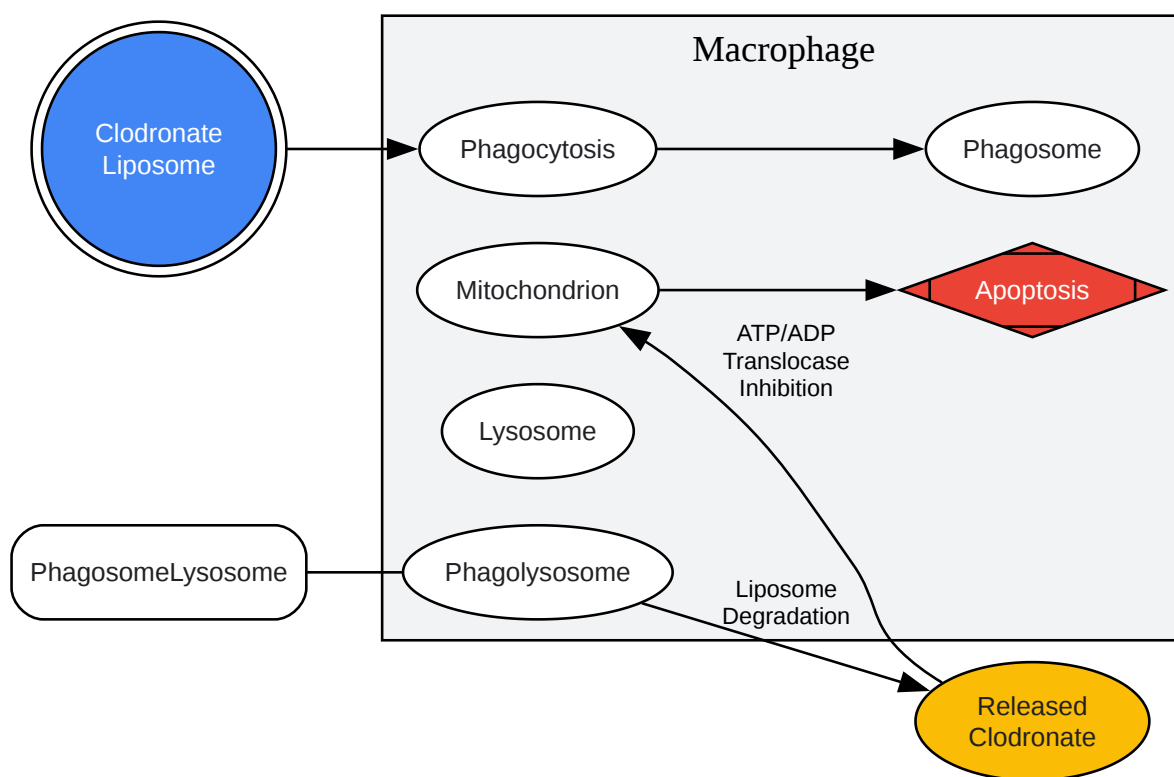 Macrophage
Clodronate
Liposome
Phagocytosis
Phagosome
Mitochondrion
Apoptosis
ATP/ADP
Translocase
Inhibition
Lysosome
PhagosomeLysosome
Phagolysosome
Liposome
Degradation
Released
Clodronate